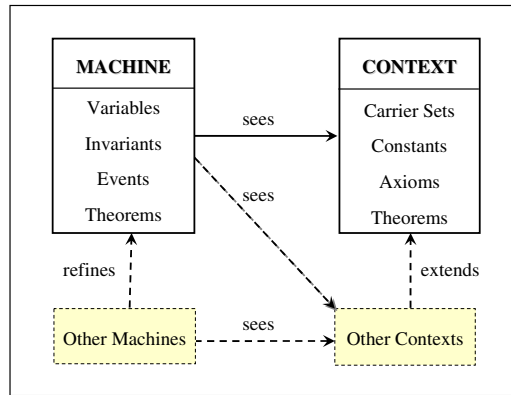 MACHINE
Variables
Invariants
Events
Theorems
sees
CONTEXT
Carrier Sets
Constants
Axioms
Theorems
sees
refines
extends
Other Machines
sees
Other Contexts